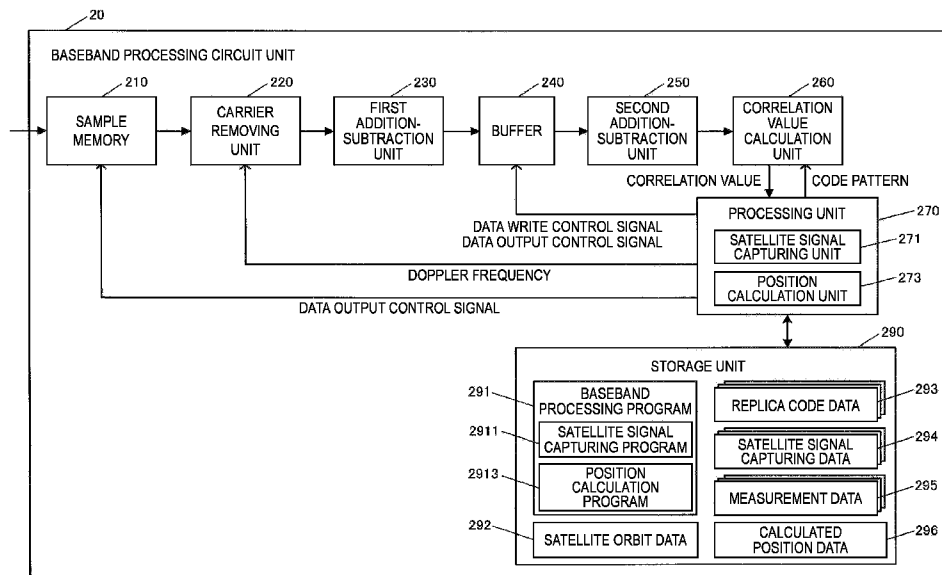 20
BASEBAND PROCESSING CIRCUIT UNIT
210
220
230
240
250
260
SAMPLE
MEMORY
CARRIER
REMOVING
UNIT
FIRST
ADDITION-
SUBTRACTION
UNIT
BUFFER
SECOND
ADDITION-
SUBTRACTION
UNIT
CORRELATION
VALUE
CALCULATION
UNIT
CORRELATION VALUE
CODE PATTERN
DATA WRITE CONTROL SIGNAL
DATA OUTPUT CONTROL SIGNAL
DOPPLER FREQUENCY
DATA OUTPUT CONTROL SIGNAL
PROCESSING UNIT
270
SATELLITE SIGNAL
CAPTURING UNIT
271
POSITION
CALCULATION UNIT
273
290
STORAGE UNIT
291
BASEBAND
PROCESSING PROGRAM
2911
SATELLITE SIGNAL
CAPTURING PROGRAM
2913
POSITION
CALCULATION
PROGRAM
292
SATELLITE ORBIT DATA
REPLICA CODE DATA
293
SATELLITE SIGNAL
CAPTURING DATA
294
MEASUREMENT DATA
295
CALCULATED
POSITION DATA
296